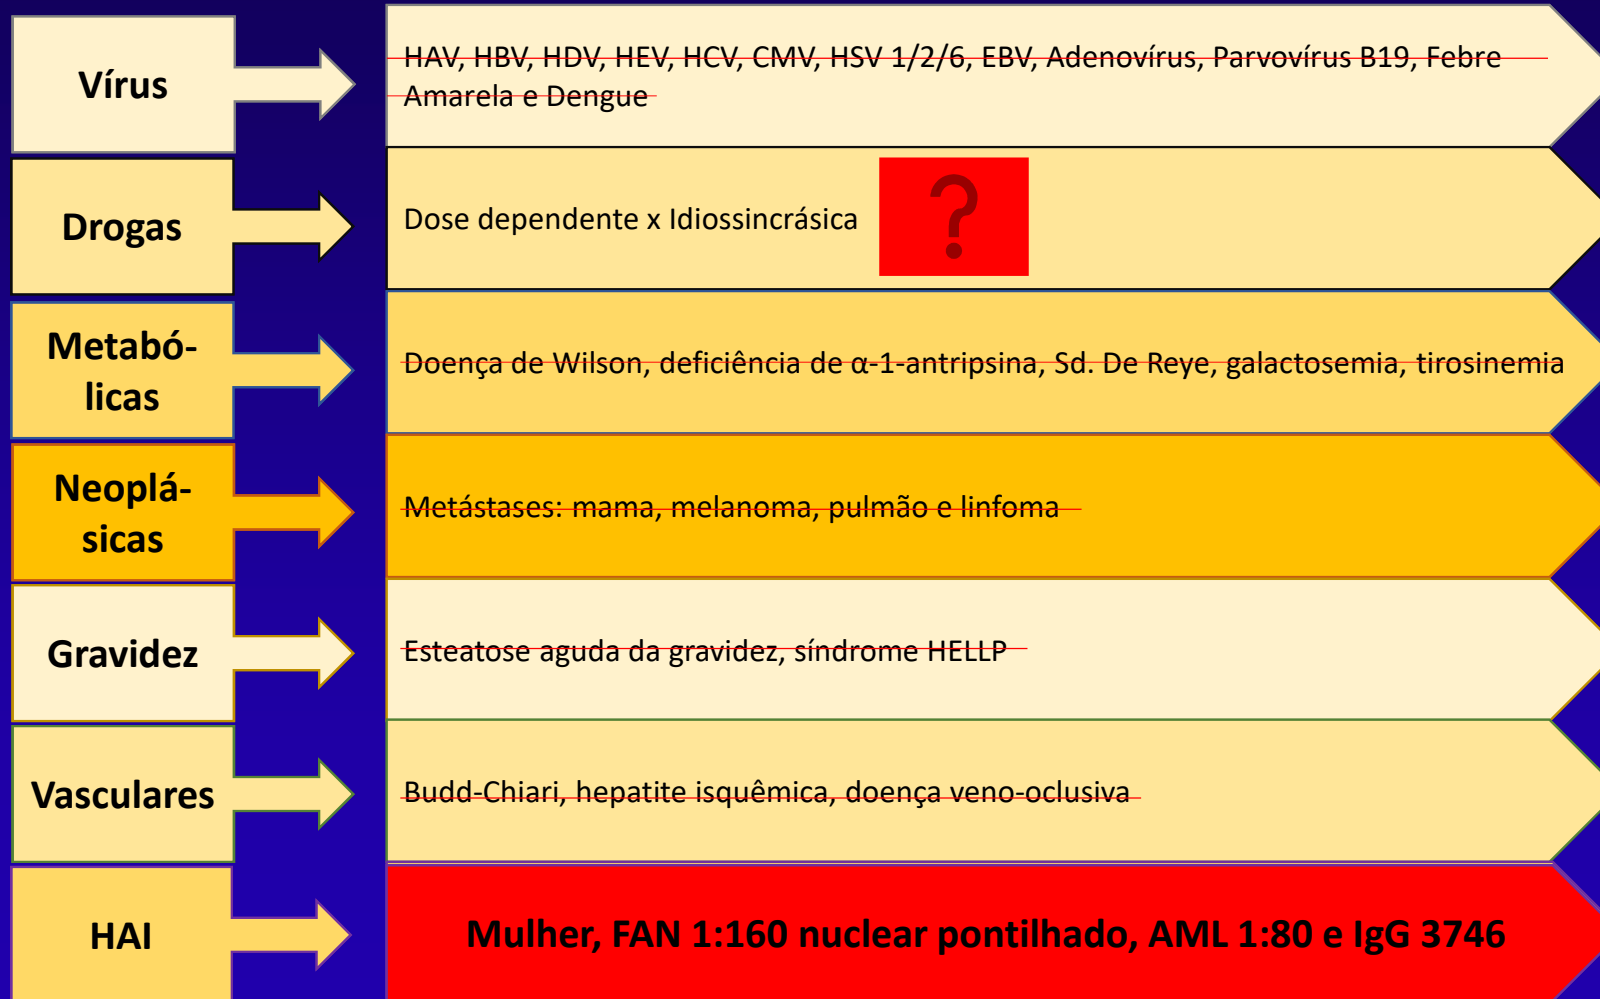 Vírus
HAV, HBV, HDV, HEV, HCV, CMV, HSV 1/2/6, EBV, Adenovírus, Parvovírus B19, Febre
Amarela e Dengue
Drogas
Dose dependente x Idiossincrásica
?
Metabó-
licas
Doença de Wilson, deficiência de α-1-antripsina, Sd. De Reye, galactosemia, tirosinemia
Neoplá-
sicas
Metástases: mama, melanoma, pulmão e linfoma
Gravidez
Esteatose aguda da gravidez, síndrome HELLP
Vasculares
Budd-Chiari, hepatite isquêmica, doença veno-oclusiva
HAI
Mulher, FAN 1:160 nuclear pontilhado, AML 1:80 e IgG 3746